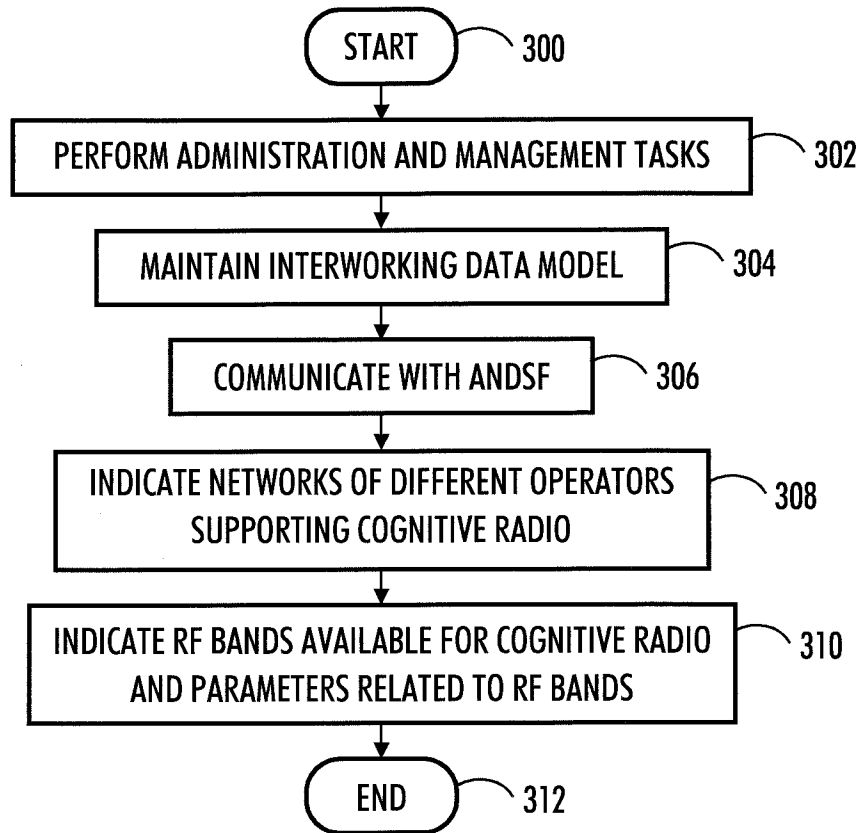 START 300
PERFORM ADMINISTRATION AND MANAGEMENT TASKS 302
MAINTAIN INTERWORKING DATA MODEL 304
COMMUNICATE WITH ANDSF 306
INDICATE NETWORKS OF DIFFERENT OPERATORS
SUPPORTING COGNITIVE RADIO 308
INDICATE RF BANDS AVAILABLE FOR COGNITIVE RADIO
AND PARAMETERS RELATED TO RF BANDS 310
END 312